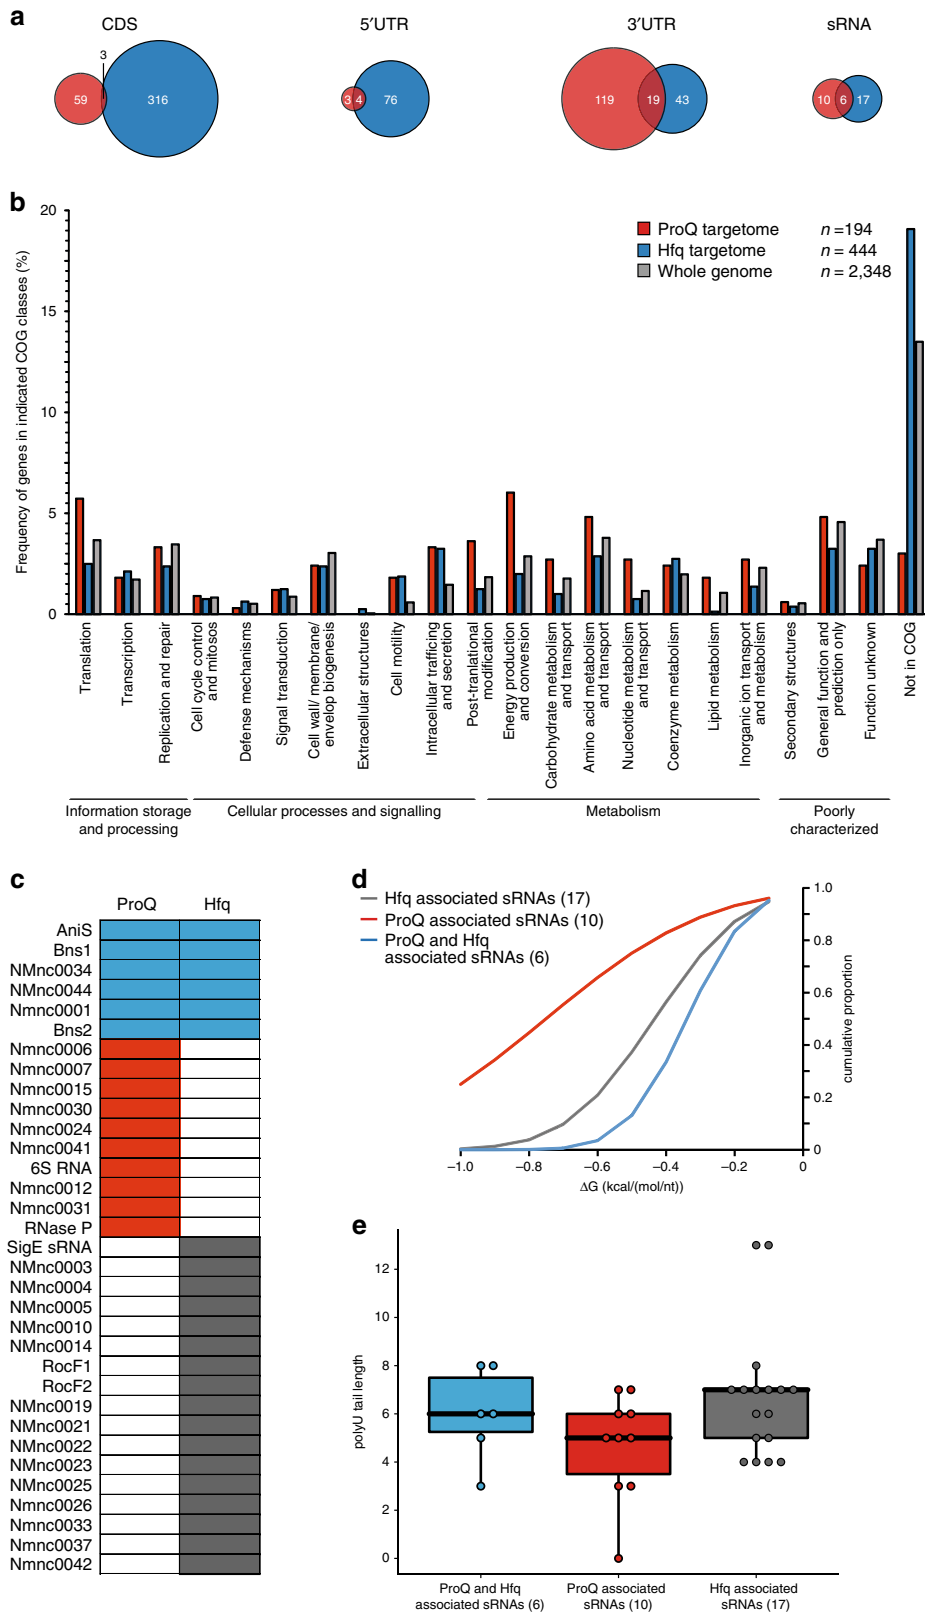 a
CDS
5′UTR
3′UTR
sRNA
3
59
316
3 4
76
119
19
43
10
6
17
b
Frequency of genes in indicated COG classes (%)
20
15
10
5
0
ProQ targetome n =194
Hfq targetome n = 444
Whole genome n = 2,348
Translation
Transcription
Replication and repair
Cell cycle control
and mitosos
Defense mechanisms
Signal transduction
Cell wall/ membrane/
envelop biogenesis
Extracellular structures
Cell motility
Intracellular trafficing
and secretion
Post-tranlational
modification
Energy production
and conversion
Carbohydrate metabolism
and transport
Amino acid metabolism
and transport
Nucleotide metabolism
and transport
Coenzyme metabolism
Lipid metabolism
Inorganic ion transport
and metabolism
Secondary structures
General function and
prediction only
Function unknown
Not in COG
Information storage
and processing
Cellular processes and signalling
Metabolism
Poorly
characterized
c
ProQ Hfq
AniS
Bns1
NMnc0034
NMnc0044
Nmnc0001
Bns2
Nmnc0006
Nmnc0007
Nmnc0015
Nmnc0030
Nmnc0024
Nmnc0041
6S RNA
Nmnc0012
Nmnc0031
RNase P
SigE sRNA
NMnc0003
NMnc0004
NMnc0005
NMnc0010
NMnc0014
RocF1
RocF2
NMnc0019
NMnc0021
NMnc0022
NMnc0023
NMnc0025
Nmnc0026
Nmnc0033
Nmnc0037
Nmnc0042
d
Hfq associated sRNAs (17)
ProQ associated sRNAs (10)
ProQ and Hfq
associated sRNAs (6)
1.0
0.8
0.6
0.4
0.2
0
cumulative proportion
−1.0 −0.8 −0.6 −0.4 −0.2 0
ΔG (kcal/(mol/nt))
e
polyU tail length
12
10
8
6
4
2
0
ProQ and Hfq
associated sRNAs (6)
ProQ associated
sRNAs (10)
Hfq associated
sRNAs (17)